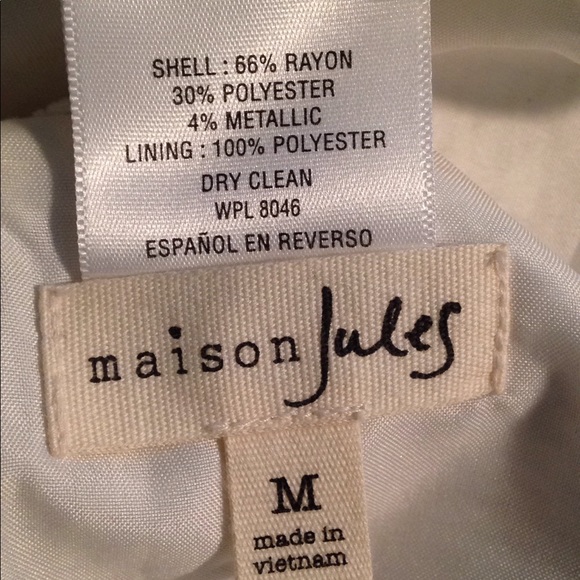 SHELL : 66% RAYON
30% POLYESTER
4% METALLIC
LINING : 100% POLYESTER
DRY CLEAN
WPL 8046
ESPAÑOL EN REVERSO
maison Jules
M
made in
vietnam